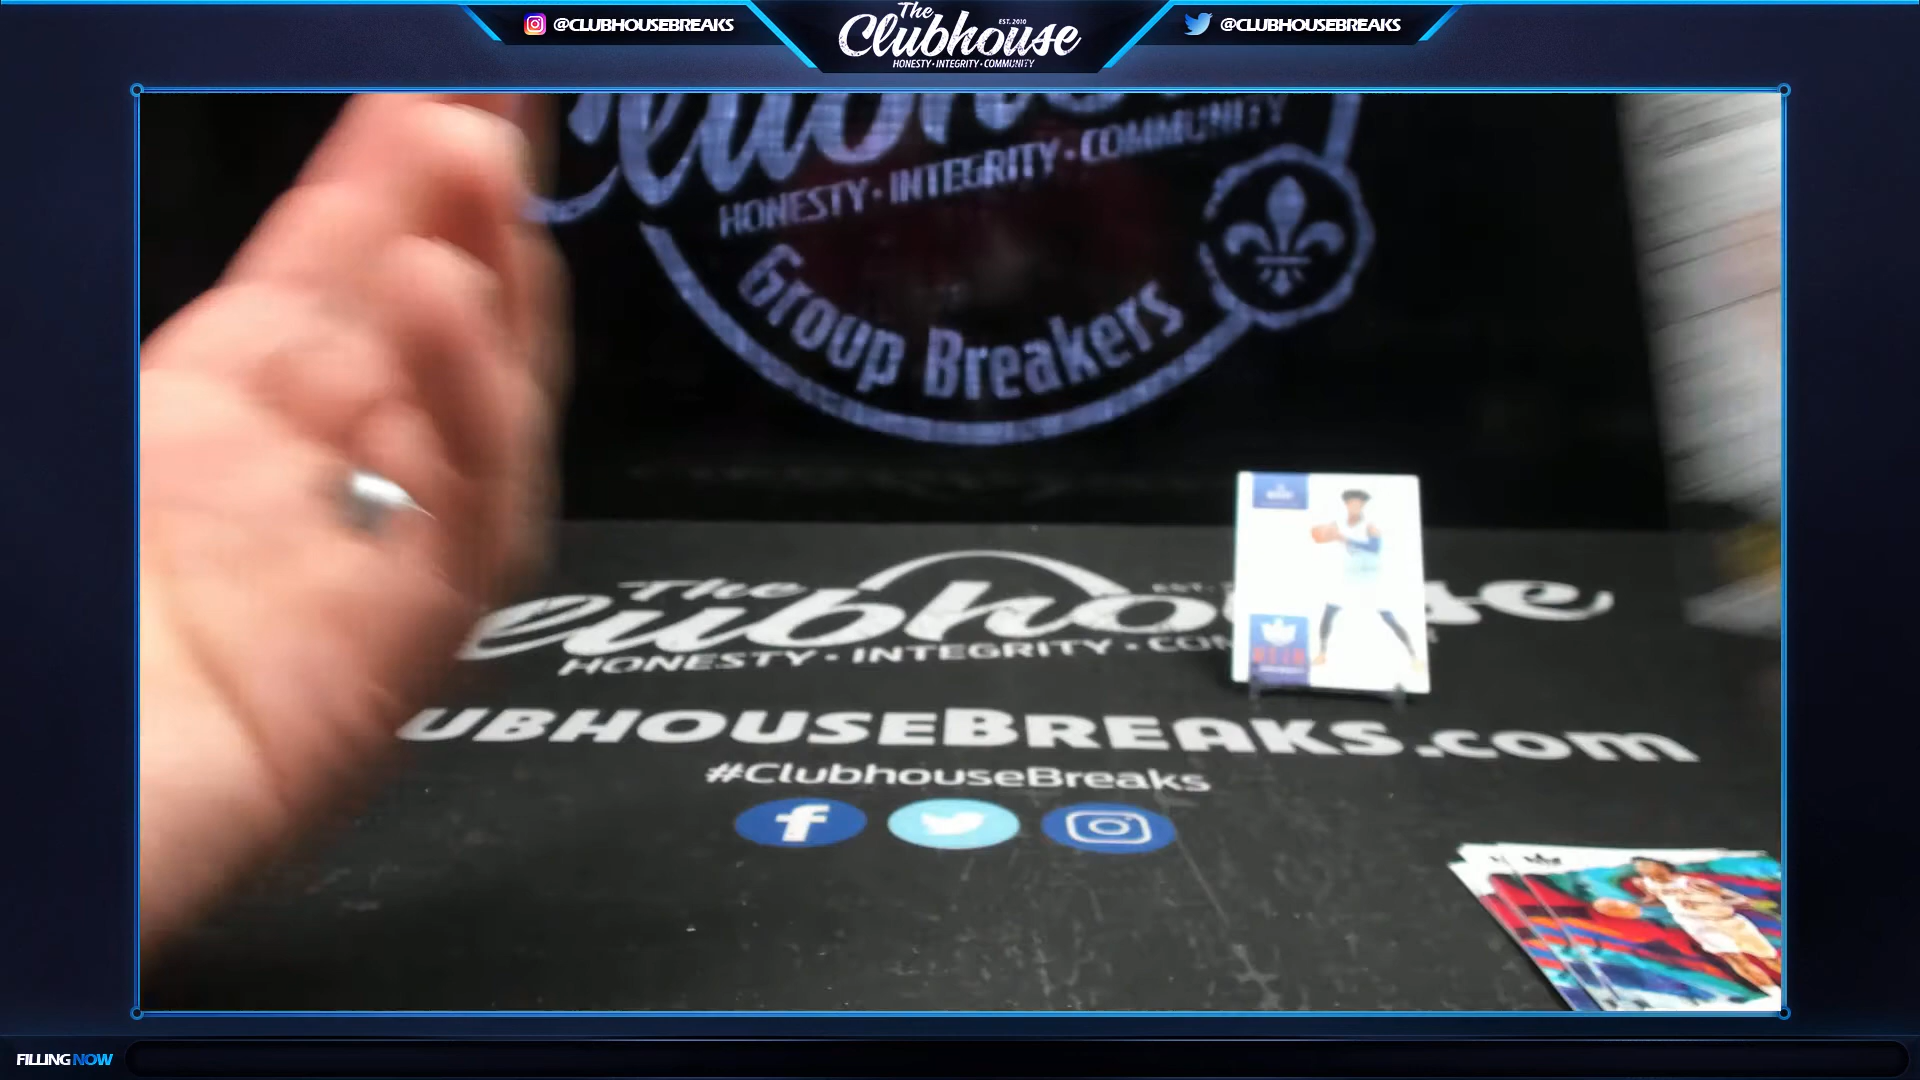 @CLUBHOUSEBREAKS
The
Clubhouse
EST. 2010
HONESTY·INTEGRITY·COMMUNITY
@CLUBHOUSEBREAKS
HONESTY·INTEGRITY·COMMUNITY
Group Breakers
The
HONESTY · INTEGRITY ·
UBHOUSEBREAKS.com
#ClubhouseBreaks
FILLING NOW